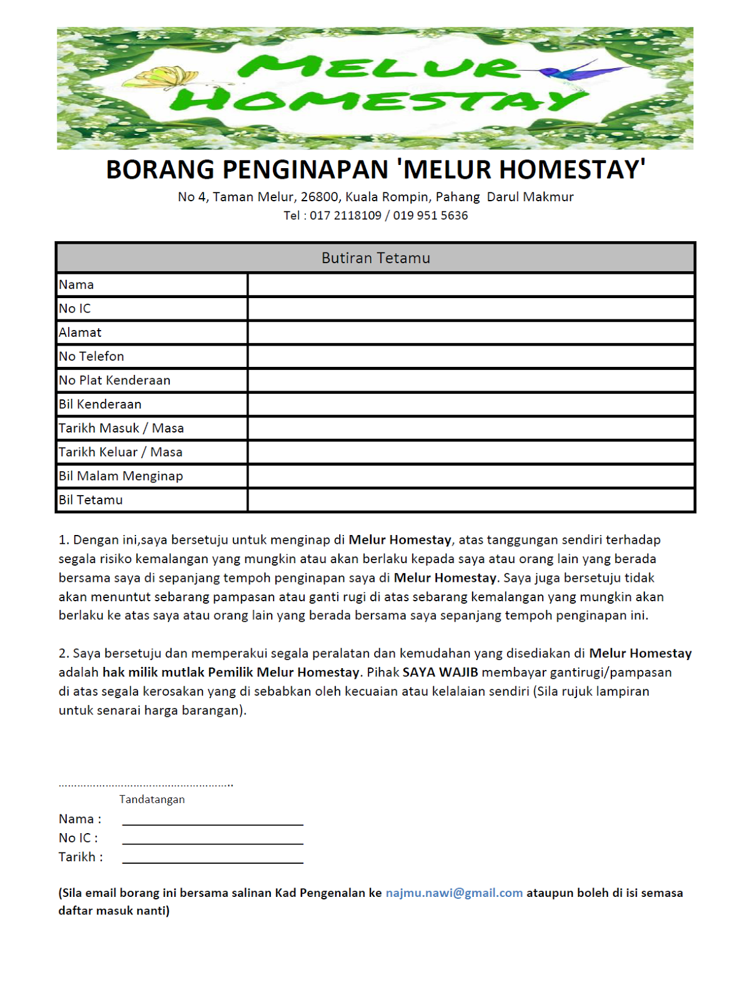 MELUR
HOMESTAY
BORANG PENGINAPAN 'MELUR HOMESTAY'
No 4, Taman Melur, 26800, Kuala Rompin, Pahang  Darul Makmur
Tel : 017 2118109 / 019 951 5636
Butiran Tetamu
Nama
No IC
Alamat
No Telefon
No Plat Kenderaan
Bil Kenderaan
Tarikh Masuk / Masa
Tarikh Keluar / Masa
Bil Malam Menginap
Bil Tetamu
1. Dengan ini,saya bersetuju untuk menginap di Melur Homestay, atas tanggungan sendiri terhadap
segala risiko kemalangan yang mungkin atau akan berlaku kepada saya atau orang lain yang berada
bersama saya di sepanjang tempoh penginapan saya di Melur Homestay. Saya juga bersetuju tidak
akan menuntut sebarang pampasan atau ganti rugi di atas sebarang kemalangan yang mungkin akan
berlaku ke atas saya atau orang lain yang berada bersama saya sepanjang tempoh penginapan ini.
2. Saya bersetuju dan memperakui segala peralatan dan kemudahan yang disediakan di Melur Homestay
adalah hak milik mutlak Pemilik Melur Homestay. Pihak SAYA WAJIB membayar gantirugi/pampasan
di atas segala kerosakan yang di sebabkan oleh kecuaian atau kelalaian sendiri (Sila rujuk lampiran
untuk senarai harga barangan).
………………………………………………..
Tandatangan
Nama :
No IC :
Tarikh :
(Sila email borang ini bersama salinan Kad Pengenalan ke najmu.nawi@gmail.com ataupun boleh di isi semasa
daftar masuk nanti)